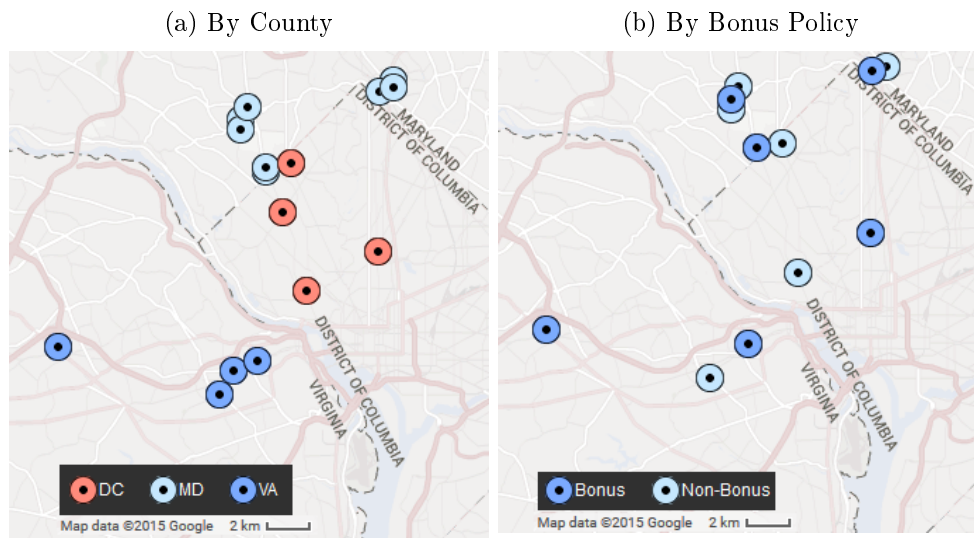 (a) By County
(b) By Bonus Policy
MARYLAND
DISTRICT OF COLUMBIA
DISTRICT OF COLUMBIA
VIRGINIA
DC MD VA
Map data ©2015 Google 2 km
MARYLAND
DISTRICT OF COLUMBIA
DISTRICT OF COLUMBIA
VIRGINIA
Bonus Non-Bonus
Map data ©2015 Google 2 km